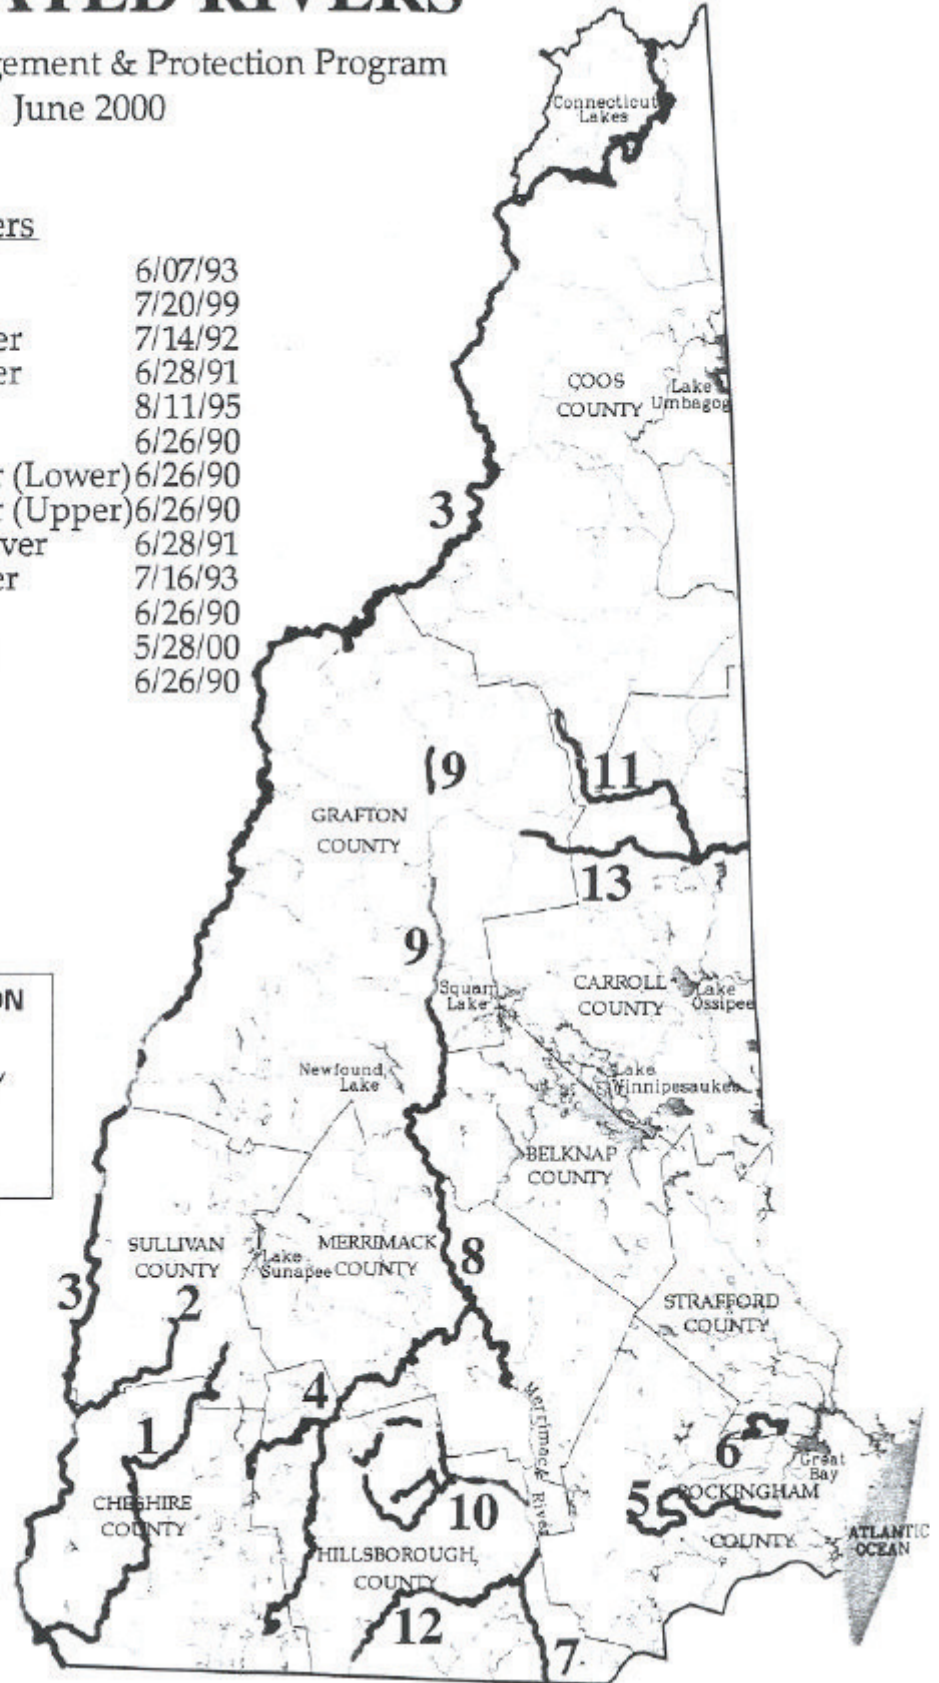 ATED RIVERS
gement & Protection Program
June 2000
ers
6/07/93
7/20/99
er 7/14/92
er 6/28/91
8/11/95
6/26/90
r (Lower) 6/26/90
r (Upper) 6/26/90
ver 6/28/91
er 7/16/93
6/26/90
5/28/00
6/26/90
Connecticut
Lakes
COOS
COUNTY
Lake
Umbagog
3
9
11
GRAFTON
COUNTY
13
9
ON
Squam
Lake
CARROLL
COUNTY
Lake
Ossipee
Newfound
Lake
Lake
Winnipesaukee
BELKNAP
COUNTY
SULLIVAN
COUNTY
Lake
Sunapee
MERRIMACK
COUNTY
8
3
2
STRAFFORD
COUNTY
4
Merrimack River
1
6
Great
Bay
CHESHIRE
COUNTY
10
5
ROCKINGHAM
COUNTY
ATLANTIC
OCEAN
HILLSBOROUGH
COUNTY
12
7